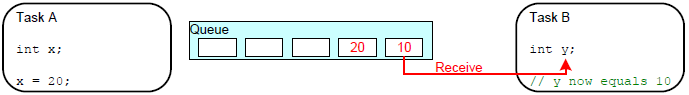 Task A
int x;
x = 20;
Queue
20 10
Receive
Task B
int y;
// y now equals 10